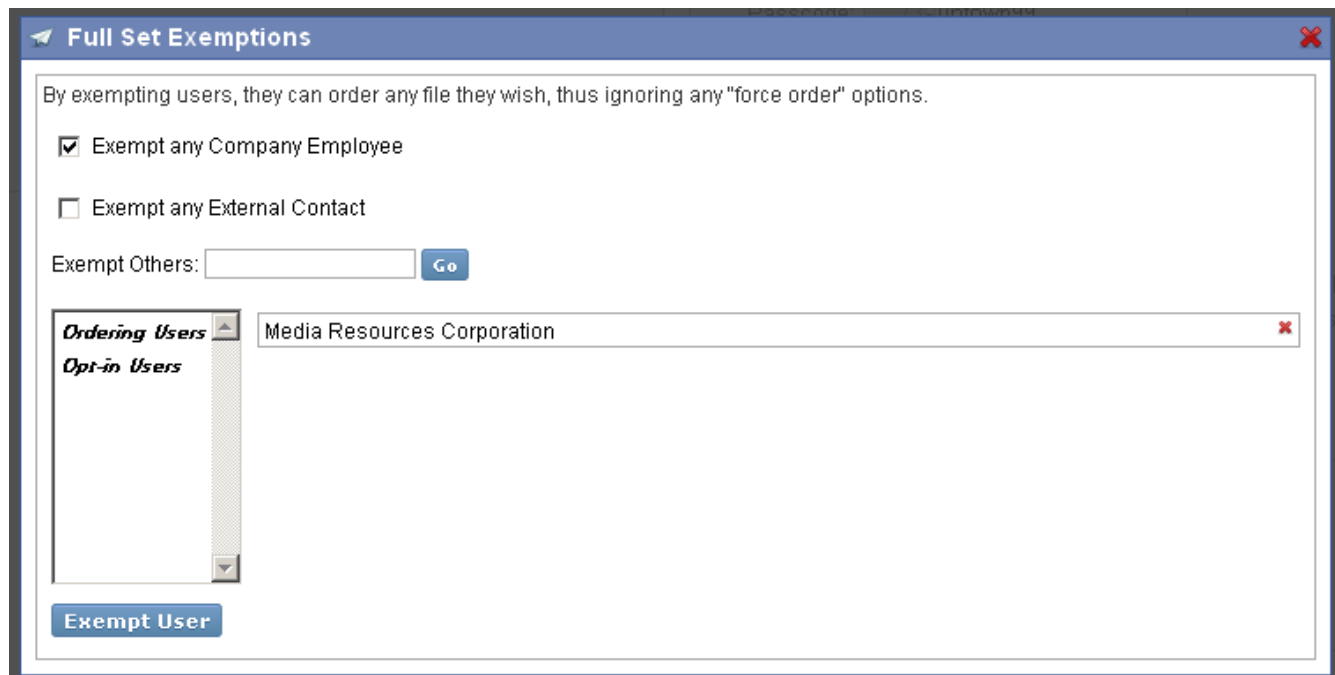 Passcode
Full Set Exemptions
By exempting users, they can order any file they wish, thus ignoring any "force order" options.
Exempt any Company Employee
Exempt any External Contact
Exempt Others:
Go
Ordering Users
Media Resources Corporation
Opt-in Users
Exempt User